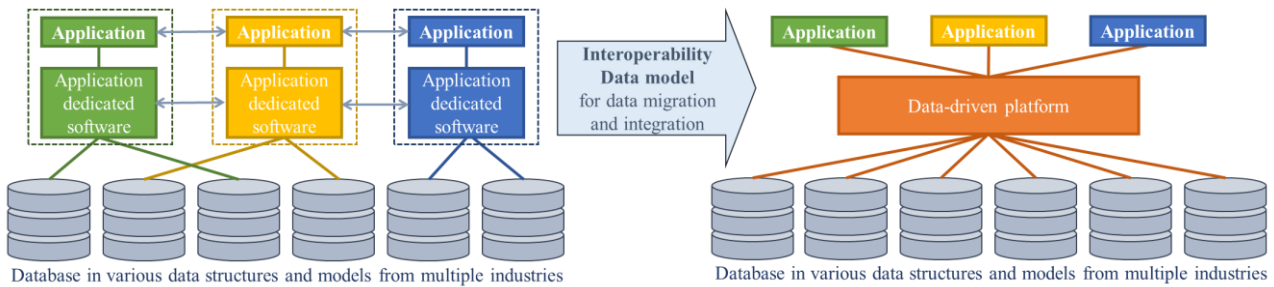 Application
Application
Application
Application
dedicated
software
Application
dedicated
software
Application
dedicated
software
Database in various data structures and models from multiple industries
Interoperability
Data model
for data migration
and integration
Application
Application
Application
Data-driven platform
Database in various data structures and models from multiple industries